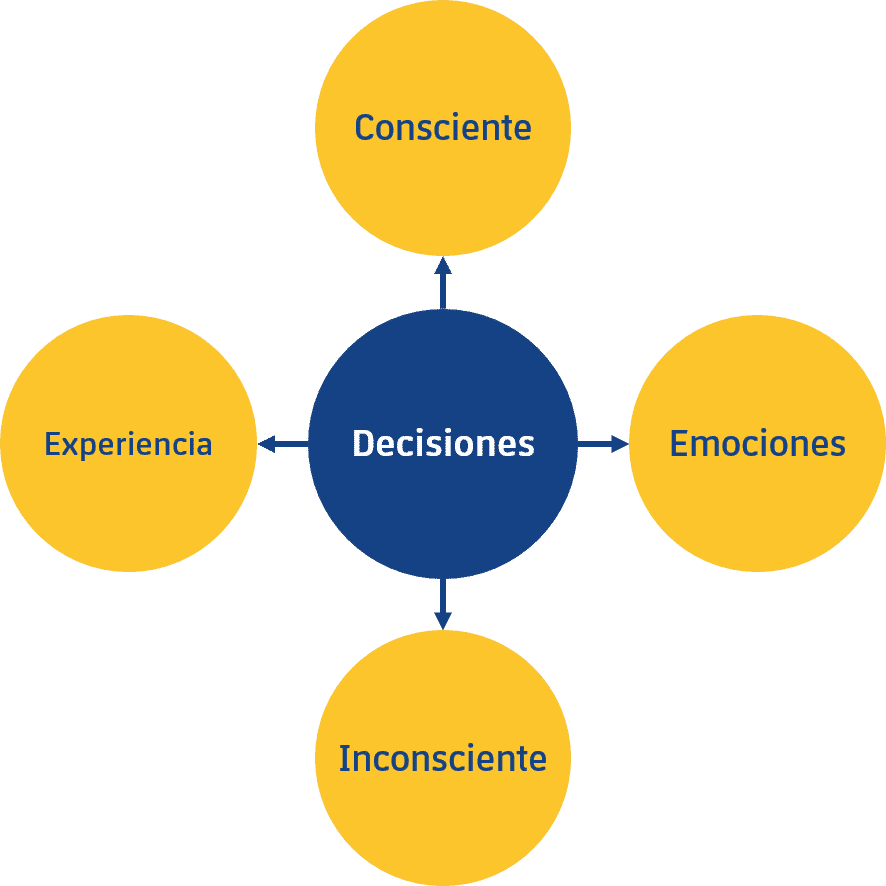 Consciente
Experiencia
Decisiones
Emociones
Inconsciente